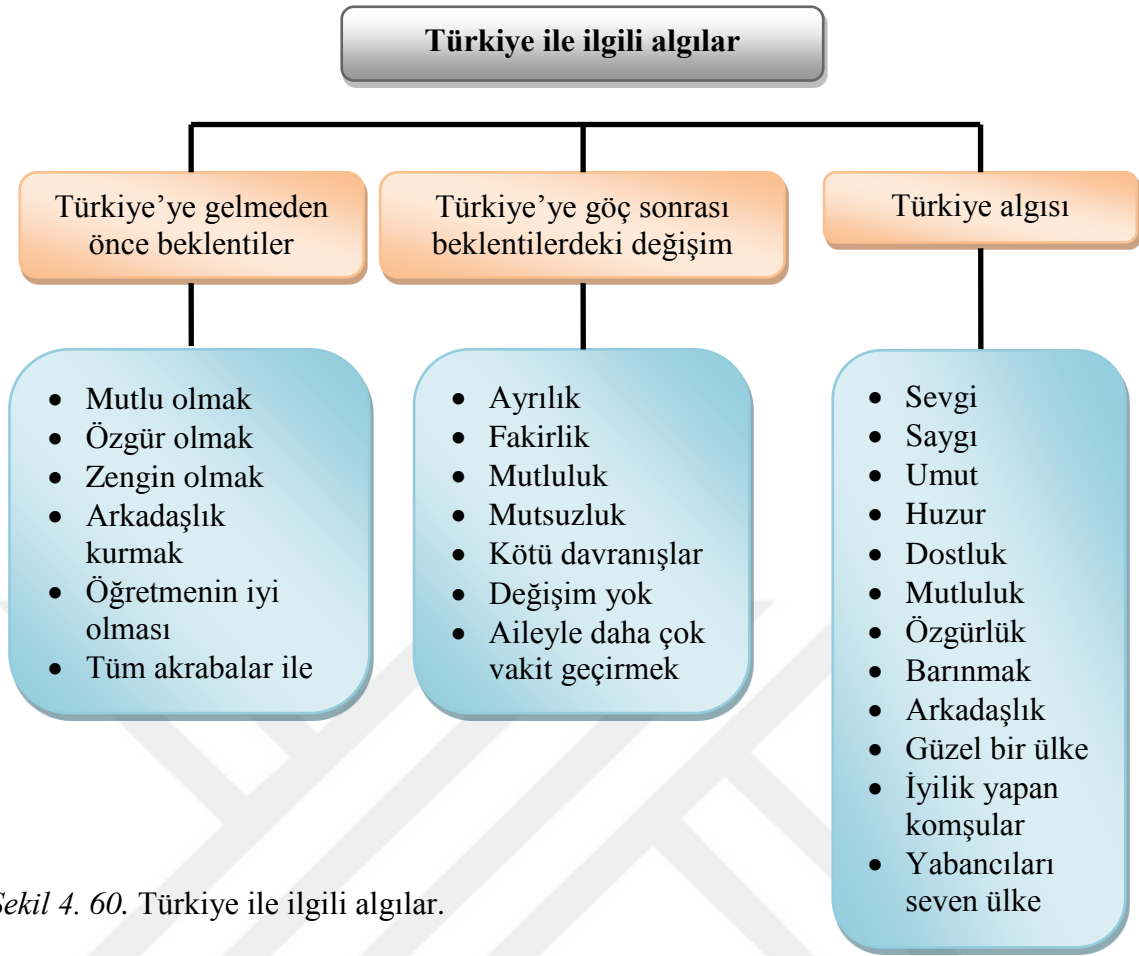 Türkiye ile ilgili algılar
Türkiye’ye gelmeden
önce beklentiler
Türkiye’ye göç sonrası
beklentilerdeki değişim
Türkiye algısı
• Mutlu olmak
• Özgür olmak
• Zengin olmak
• Arkadaşlık
kurmak
• Öğretmenin iyi
olması
• Tüm akrabalar ile
• Ayrılık
• Fakirlik
• Mutluluk
• Mutsuzluk
• Kötü davranışlar
• Değişim yok
• Aileyle daha çok
vakit geçirmek
• Sevgi
• Saygı
• Umut
• Huzur
• Dostluk
• Mutluluk
• Özgürlük
• Barınmak
• Arkadaşlık
• Güzel bir ülke
• İyilik yapan
komşular
• Yabancıları
seven ülke
Şekil 4. 60. Türkiye ile ilgili algılar.